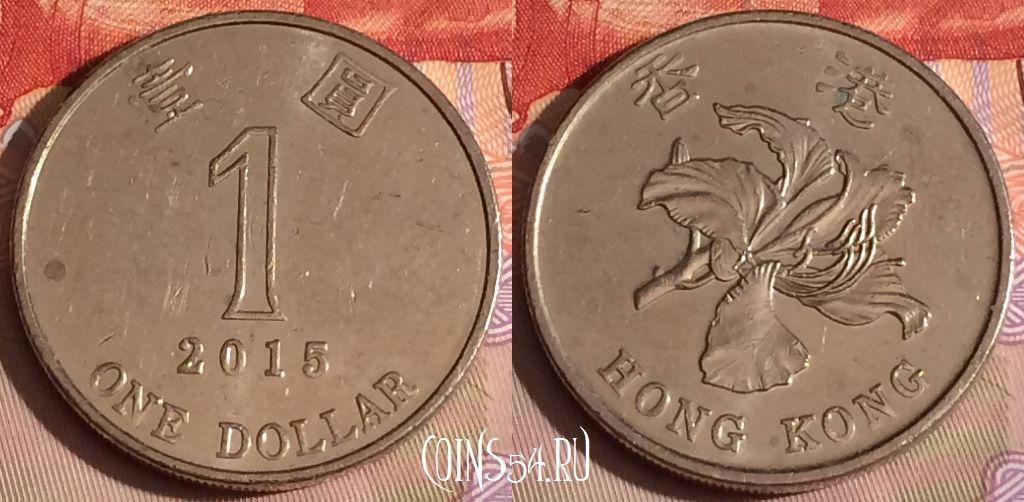 壹 圓
1
2015
ONE DOLLAR
香 港
HONG KONG
COINS54.RU